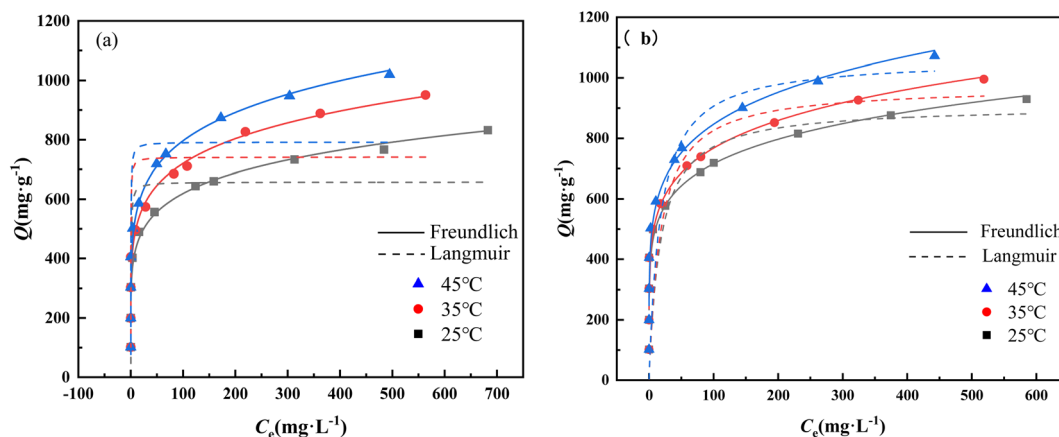 (a)
1200
1000
800
600
400
200
0
Q(mg·g⁻¹)
Freundlich
Langmuir
45℃
35℃
25℃
-100 0 100 200 300 400 500 600 700
Cₑ(mg·L⁻¹)
( b)
1200
1000
800
600
400
200
0
Q(mg·g⁻¹)
Freundlich
Langmuir
45℃
35℃
25℃
0 100 200 300 400 500 600
Cₑ(mg·L⁻¹)